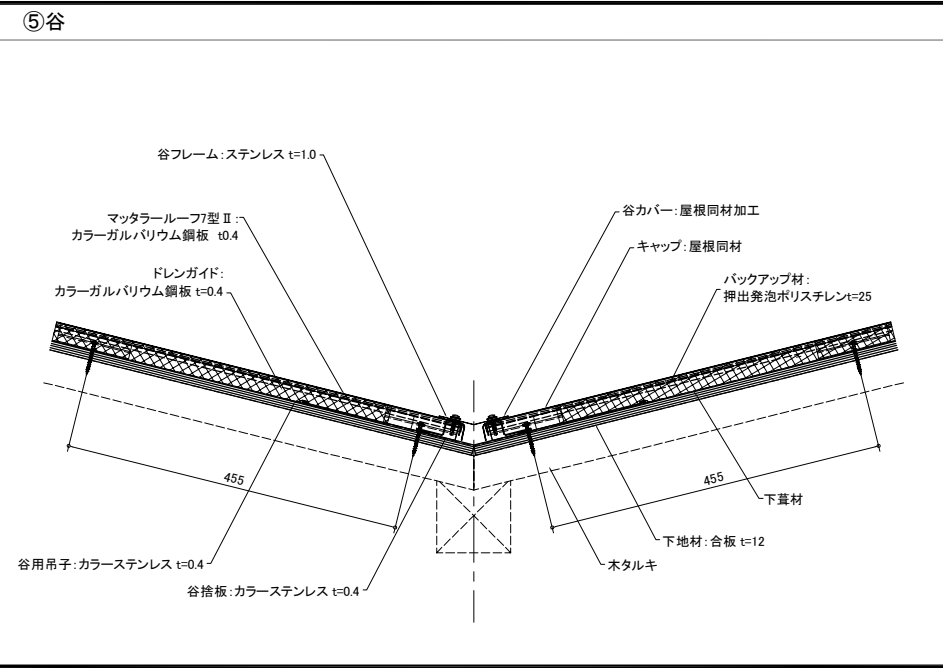 ⑤谷
谷フレーム:ステンレス t=1.0
マッタラールーフ7型Ⅱ:
カラーガルバリウム鋼板 t0.4
ドレンガイド:
カラーガルバリウム鋼板 t=0.4
谷カバー:屋根同材加工
キャップ:屋根同材
バックアップ材:
押出発泡ポリスチレンt=25
455
455
下葺材
下地材:合板 t=12
木タルキ
谷用吊子:カラーステンレス t=0.4
谷捨板:カラーステンレス t=0.4